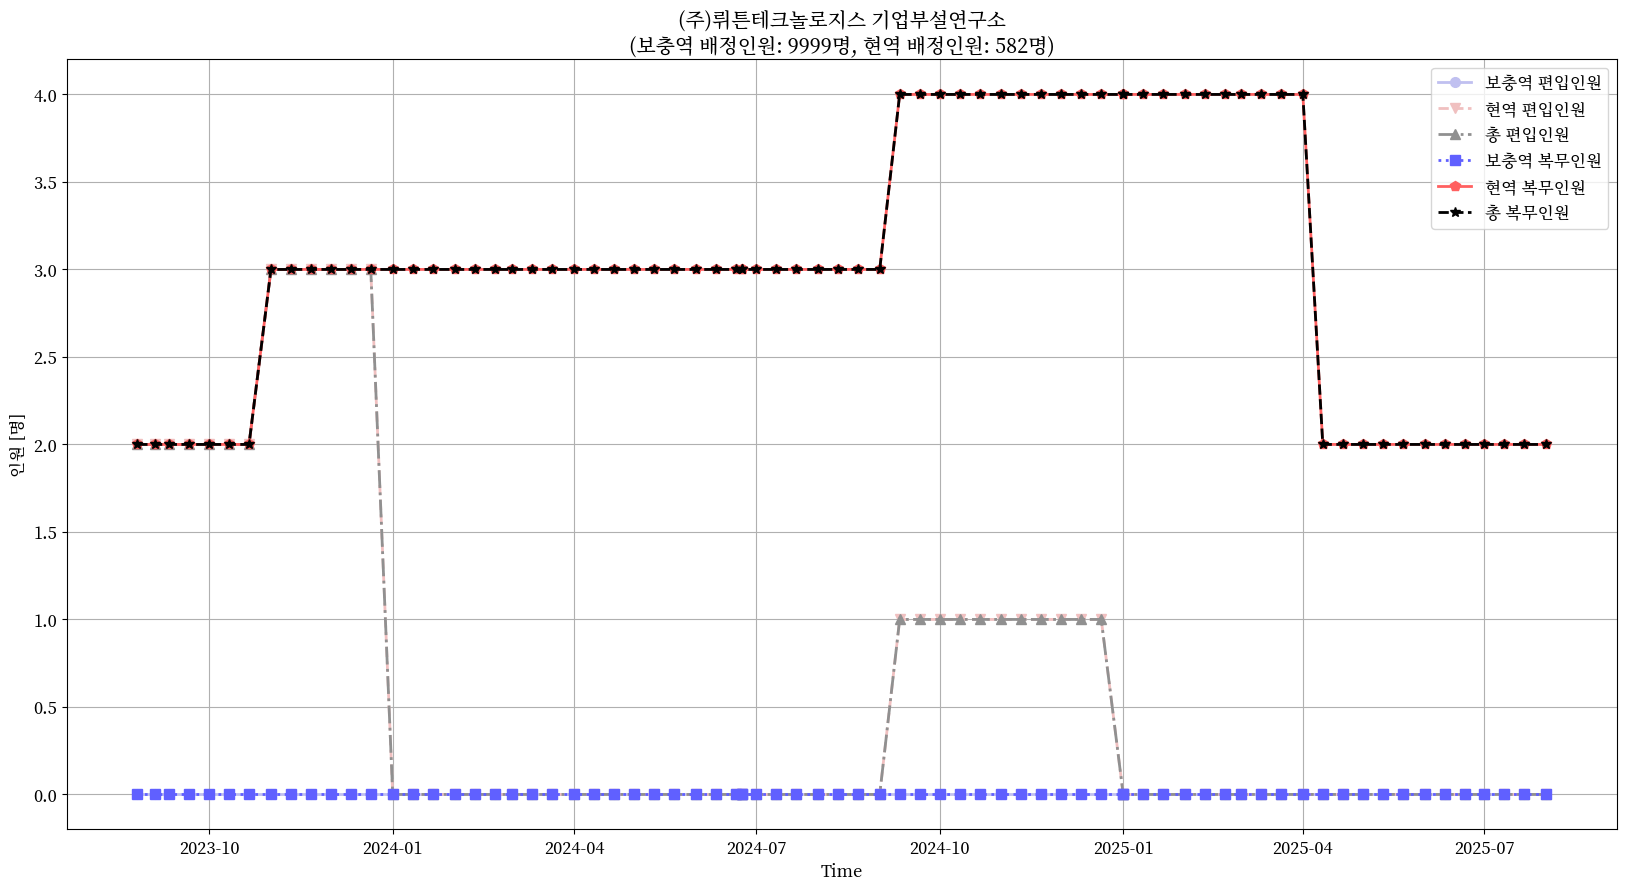 (주)뤼튼테크놀로지스 기업부설연구소
(보충역 배정인원: 9999명, 현역 배정인원: 582명)
4.0
3.5
3.0
2.5
2.0
1.5
1.0
0.5
0.0
인원 [명]
보충역 편입인원
현역 편입인원
총 편입인원
보충역 복무인원
현역 복무인원
총 복무인원
2023-10
2024-01
2024-04
2024-07
2024-10
2025-01
2025-04
2025-07
Time